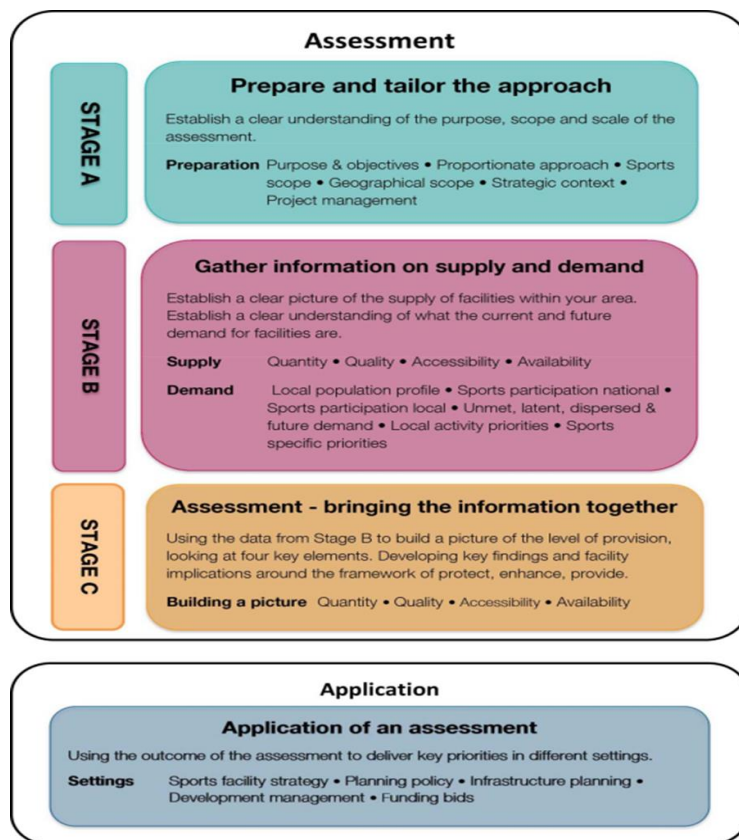 Assessment
STAGE A
Prepare and tailor the approach
Establish a clear understanding of the purpose, scope and scale of the
assessment.
Preparation Purpose & objectives • Proportionate approach • Sports
scope • Geographical scope • Strategic context •
Project management
STAGE B
Gather information on supply and demand
Establish a clear picture of the supply of facilities within your area.
Establish a clear understanding of what the current and future
demand for facilities are.
Supply Quantity • Quality • Accessibility • Availability
Demand Local population profile • Sports participation national •
Sports participation local • Unmet, latent, dispersed &
future demand • Local activity priorities • Sports
specific priorities
STAGE C
Assessment - bringing the information together
Using the data from Stage B to build a picture of the level of provision,
looking at four key elements. Developing key findings and facility
implications around the framework of protect, enhance, provide.
Building a picture Quantity • Quality • Accessibility • Availability
Application
Application of an assessment
Using the outcome of the assessment to deliver key priorities in different settings.
Settings Sports facility strategy • Planning policy • Infrastructure planning •
Development management • Funding bids